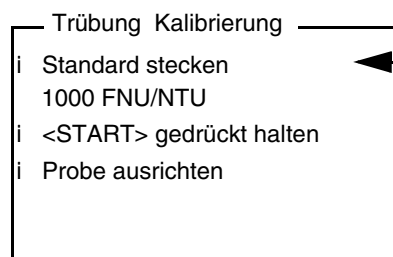 Trübung Kalibrierung
i Standard stecken
1000 FNU/NTU
i <START> gedrückt halten
i Probe ausrichten